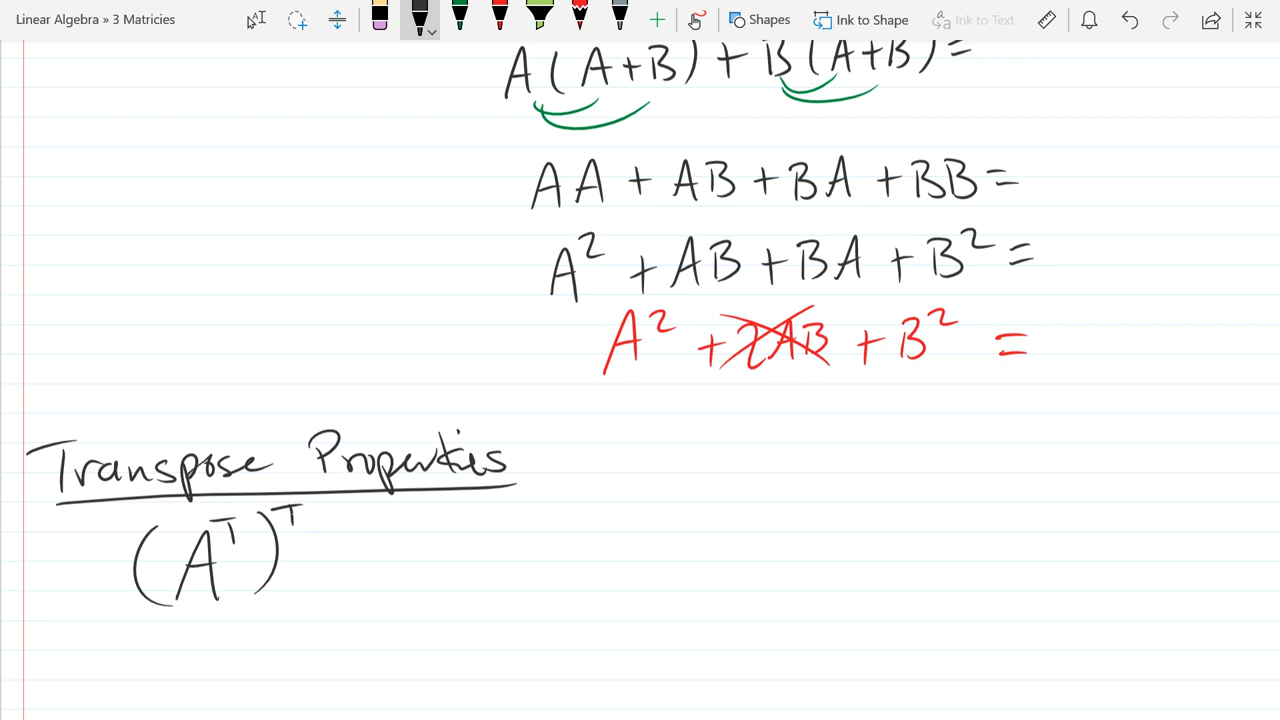 Linear Algebra » 3 Matricies
Shapes
Ink to Shape
Ink to Text
A(A+B) + B(A+B) =
AA + AB + BA + BB =
A² + AB + BA + B² =
A² + 2AB + B² =
Transpose Properties
(Aᵀ)ᵀ